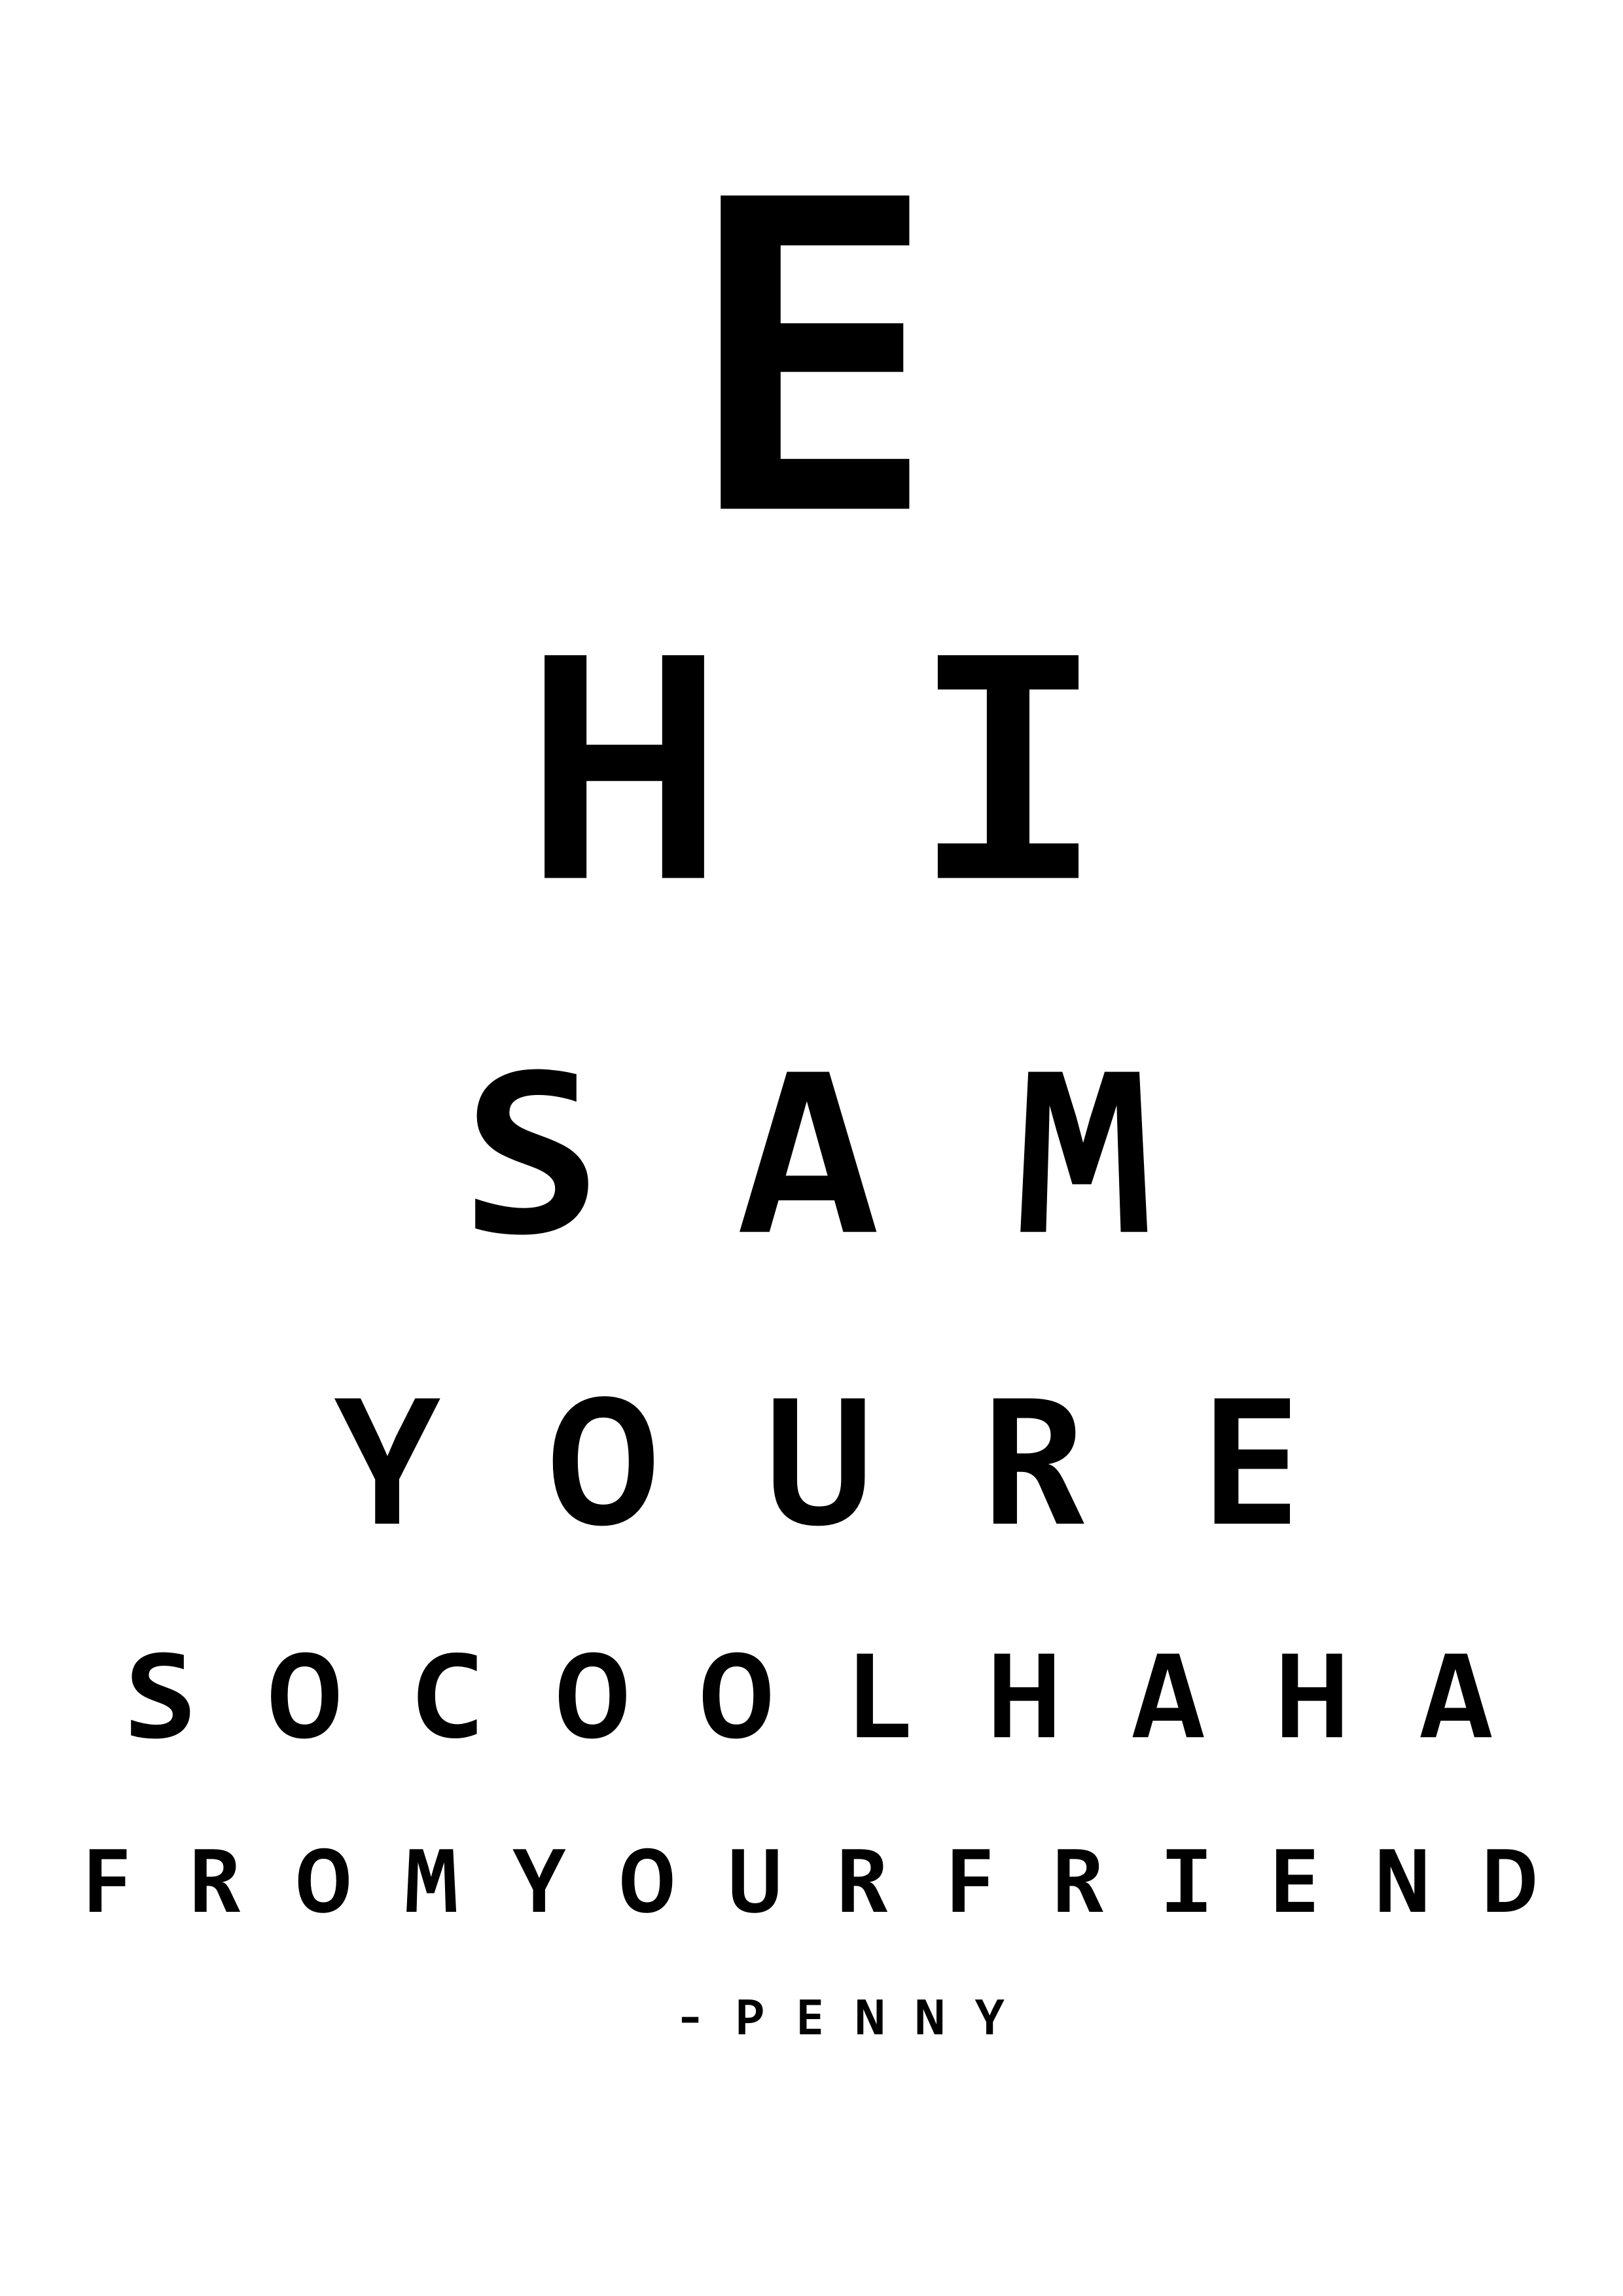 E
H I
S A M
Y O U R E
S O C O O L H A H A
F R O M Y O U R F R I E N D
- P E N N Y